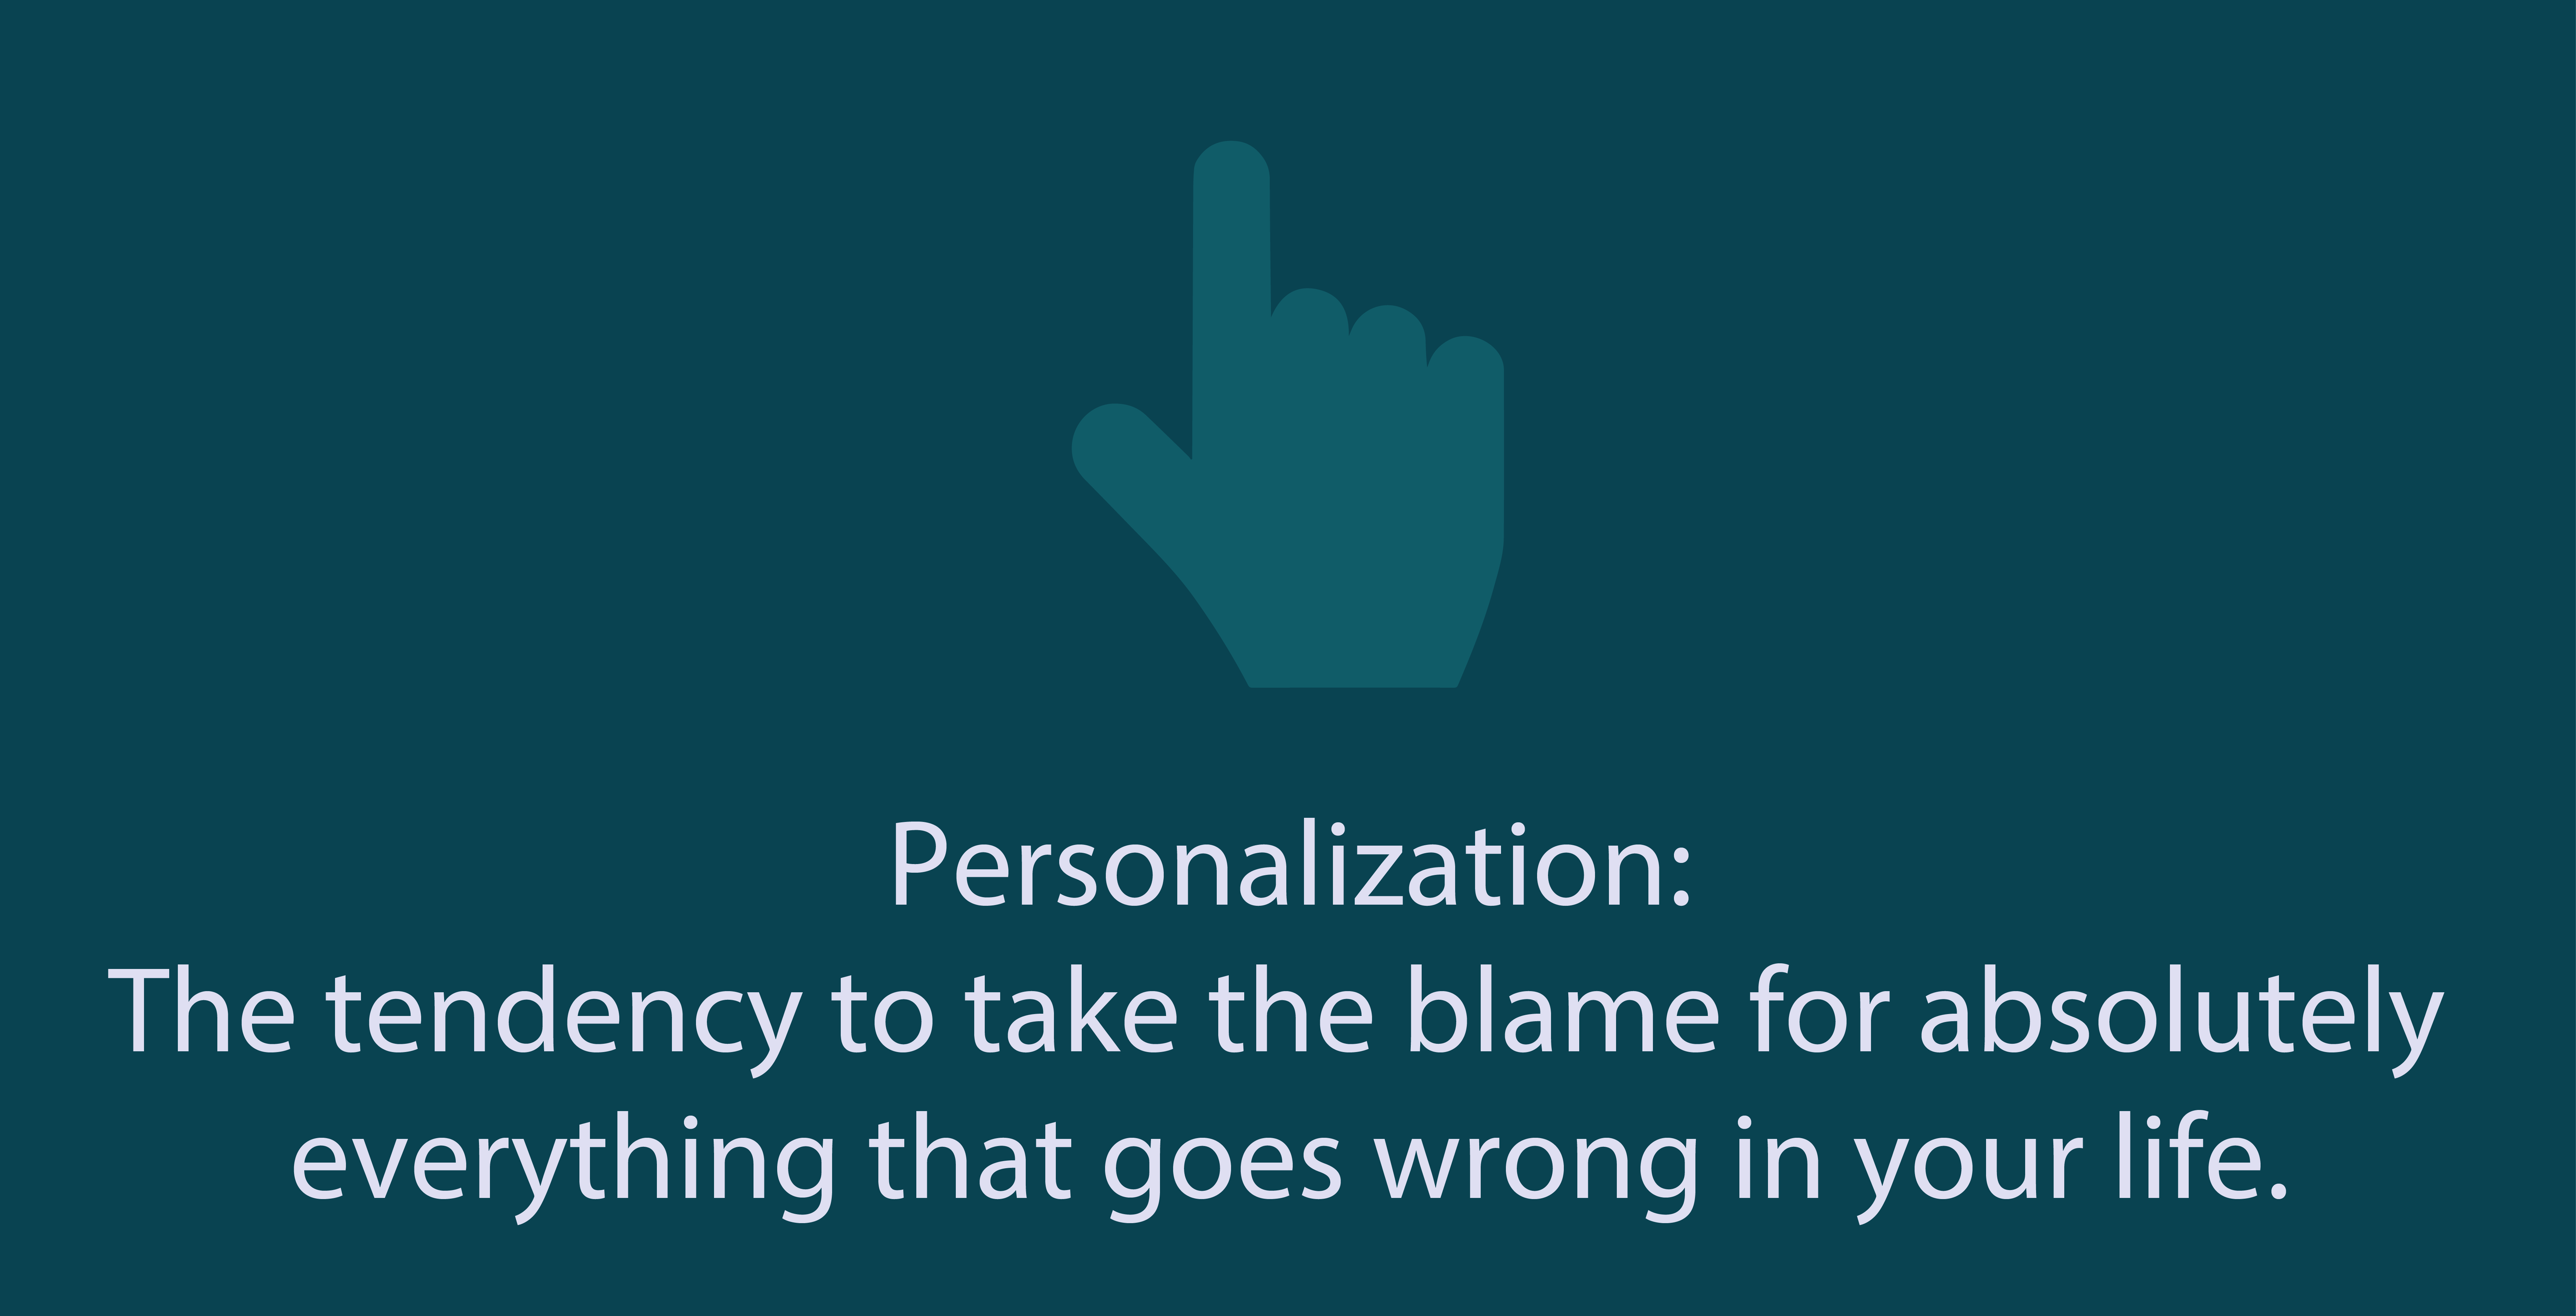 Personalization:
The tendency to take the blame for absolutely
everything that goes wrong in your life.